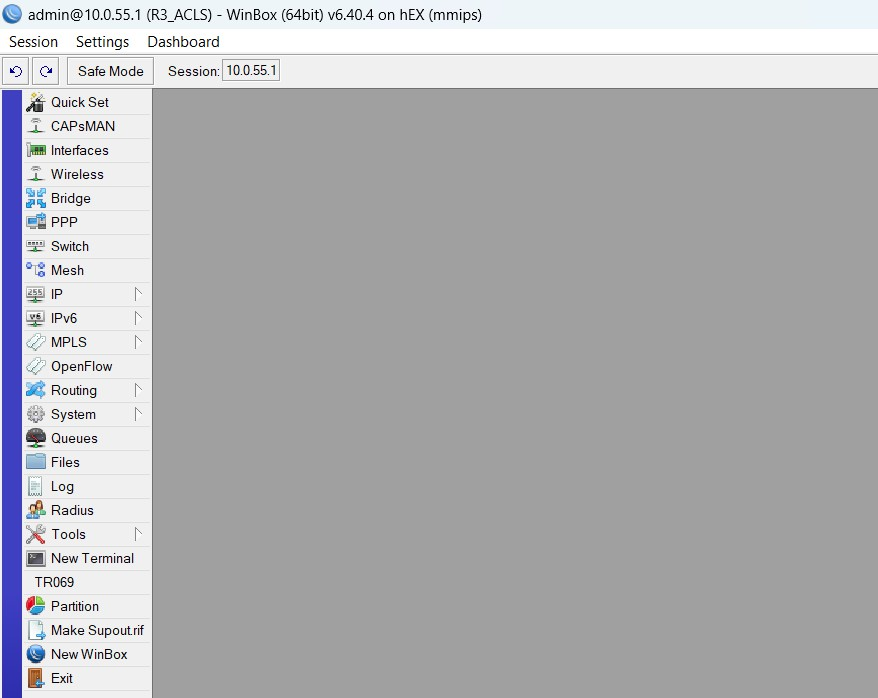 admin@10.0.55.1 (R3_ACLS) - WinBox (64bit) v6.40.4 on hEX (mmips)
Session Settings Dashboard
Safe Mode Session: 10.0.55.1
Quick Set
CAPsMAN
Interfaces
Wireless
Bridge
PPP
Switch
Mesh
255 IP
v6 IPv6
MPLS
OpenFlow
Routing
System
Queues
Files
Log
Radius
Tools
New Terminal
TR069
Partition
Make Supout.rif
New WinBox
Exit